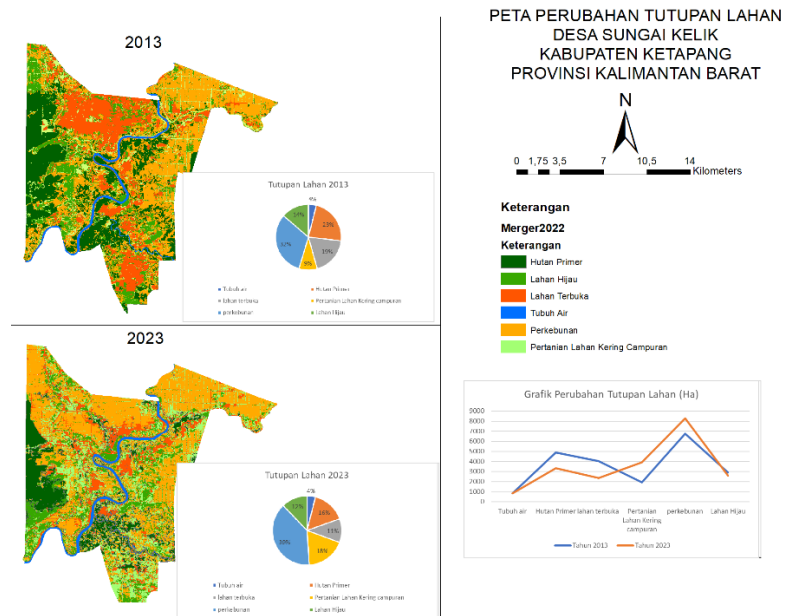 PETA PERUBAHAN TUTUPAN LAHAN
DESA SUNGAI KELIK
KABUPATEN KETAPANG
PROVINSI KALIMANTAN BARAT
N
0 1,75 3,5 7 10,5 14
Kilometers
Keterangan
Merger2022
Keterangan
Hutan Primer
Lahan Hijau
Lahan Terbuka
Tubuh Air
Perkebunan
Pertanian Lahan Kering Campuran
2013
Tutupan Lahan 2013
4%
23%
19%
9%
14%
Tubuh air
Hutan Primer
lahan terbuka
Pertanian Lahan Kering campuran
perkebunan
Lahan Hijau
2023
Tutupan Lahan 2023
4%
16%
11%
18%
12%
Tubuh air
Hutan Primer
lahan terbuka
Pertanian Lahan Kering campuran
perkebunan
Lahan Hijau
Grafik Perubahan Tutupan Lahan (Ha)
9000
8000
7000
6000
5000
4000
3000
2000
1000
0
Tubuh air
Hutan Primer
lahan terbuka
Pertanian
Lahan Kering
campuran
perkebunan
Lahan Hijau
Tahun 2013
Tahun 2023